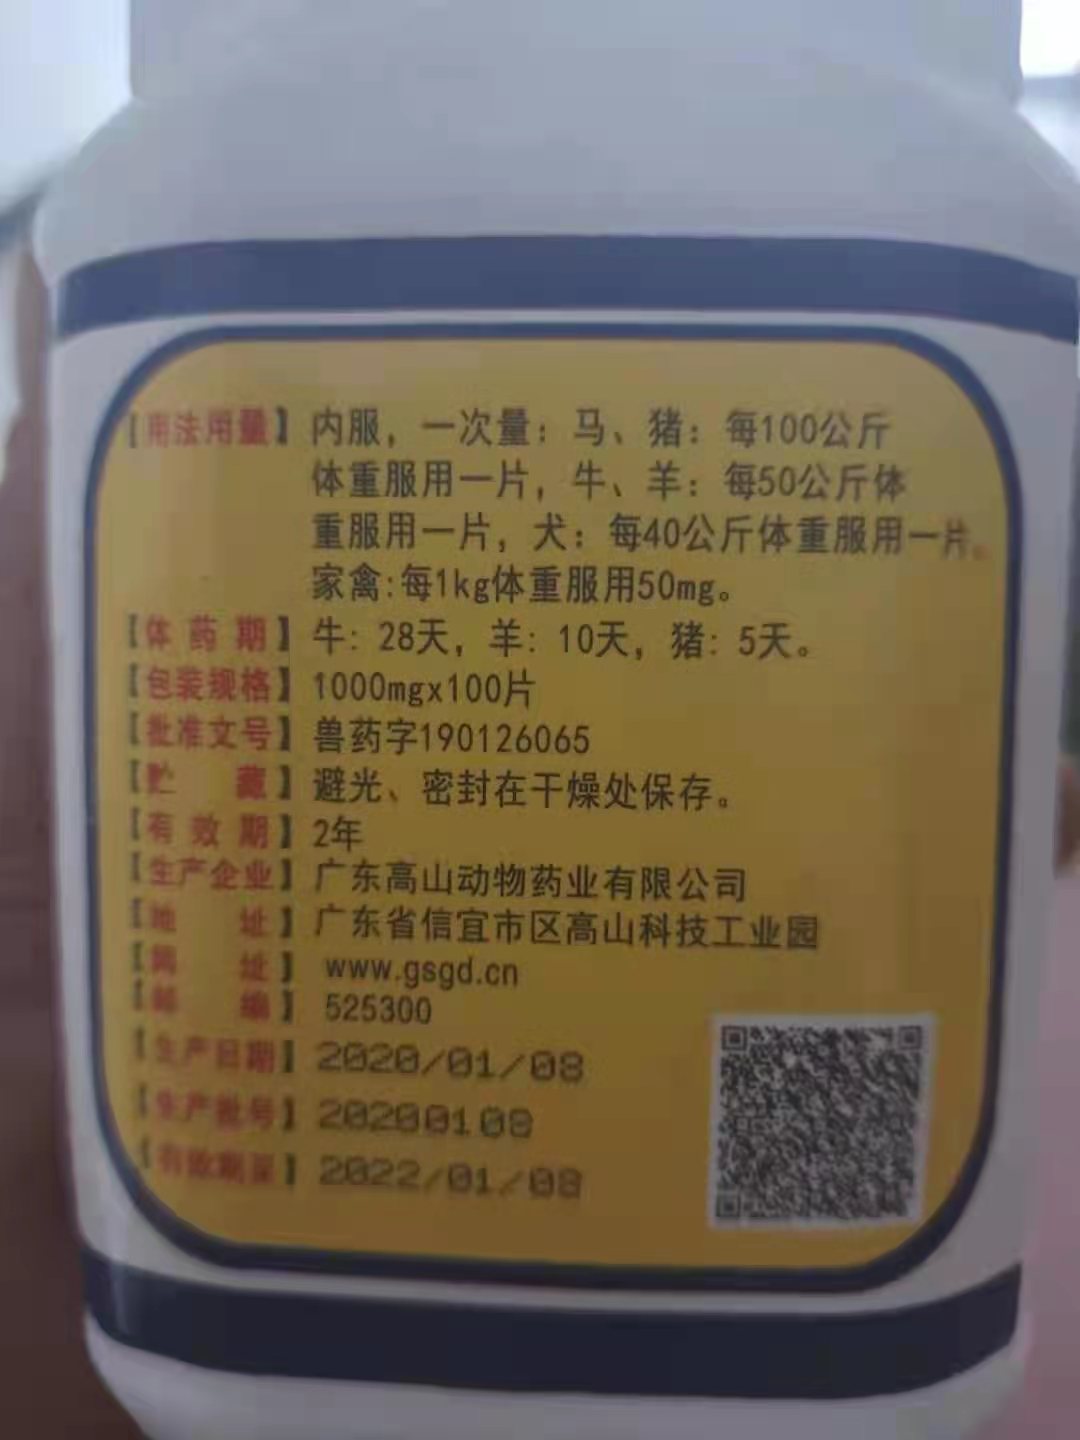 【用法用量】内服，一次量：马、猪：每100公斤
体重服用一片，牛、羊：每50公斤体
重服用一片，犬：每40公斤体重服用一片。
家禽:每1kg体重服用50mg。
【体药期】牛：28天，羊：10天，猪：5天。
【包装规格】1000mgx100片
【批准文号】兽药字190126065
【贮藏】避光、密封在干燥处保存。
【有效期】2年
【生产企业】广东高山动物药业有限公司
【地址】广东省信宜市区高山科技工业园
【网址】www.gsgd.cn
【邮编】525300
【生产日期】2020/01/08
【生产批号】20200108
【有效期至】2022/01/08